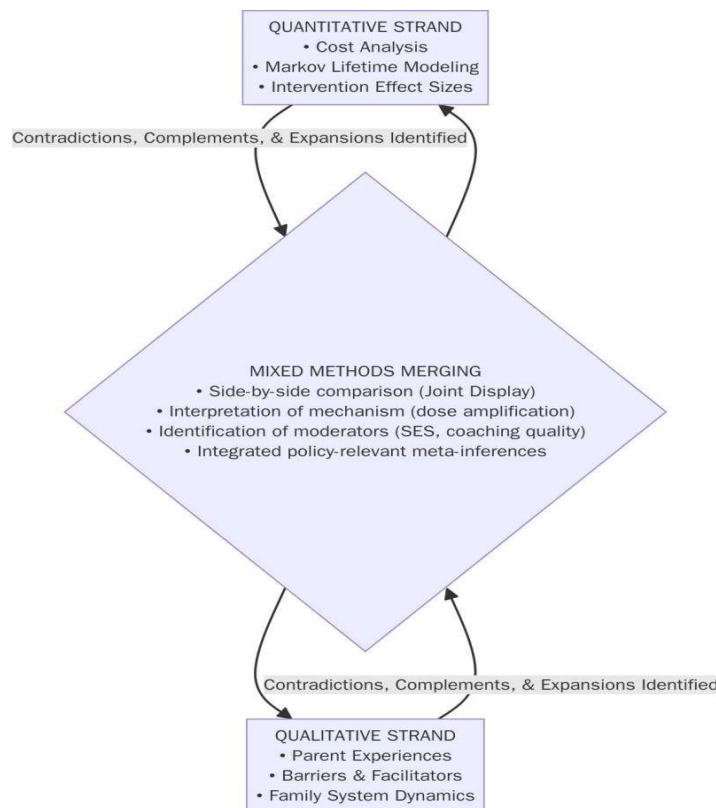 QUANTITATIVE STRAND
• Cost Analysis
• Markov Lifetime Modeling
• Intervention Effect Sizes
Contradictions, Complements, & Expansions Identified
MIXED METHODS MERGING
• Side-by-side comparison (Joint Display)
• Interpretation of mechanism (dose amplification)
• Identification of moderators (SES, coaching quality)
• Integrated policy-relevant meta-inferences
Contradictions, Complements, & Expansions Identified
QUALITATIVE STRAND
• Parent Experiences
• Barriers & Facilitators
• Family System Dynamics